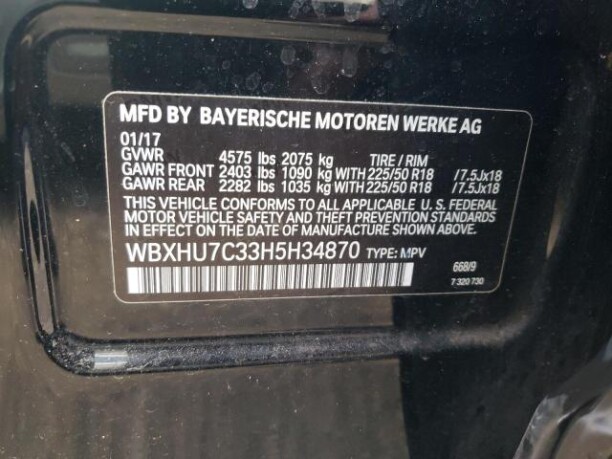 MFD BY BAYERISCHE MOTOREN WERKE AG
01/17
GVWR 4575 lbs 2075 kg TIRE / RIM
GAWR FRONT 2403 lbs 1090 kg WITH 225/50 R18 /7.5Jx18
GAWR REAR 2282 lbs 1035 kg WITH 225/50 R18 /7.5Jx18
THIS VEHICLE CONFORMS TO ALL APPLICABLE U. S. FEDERAL
MOTOR VEHICLE SAFETY AND THEFT PREVENTION STANDARDS
IN EFFECT ON THE DATE OF MANUFACTURE SHOWN ABOVE.
WBXHU7C33H5H34870 TYPE: MPV
668/9
7 320 730